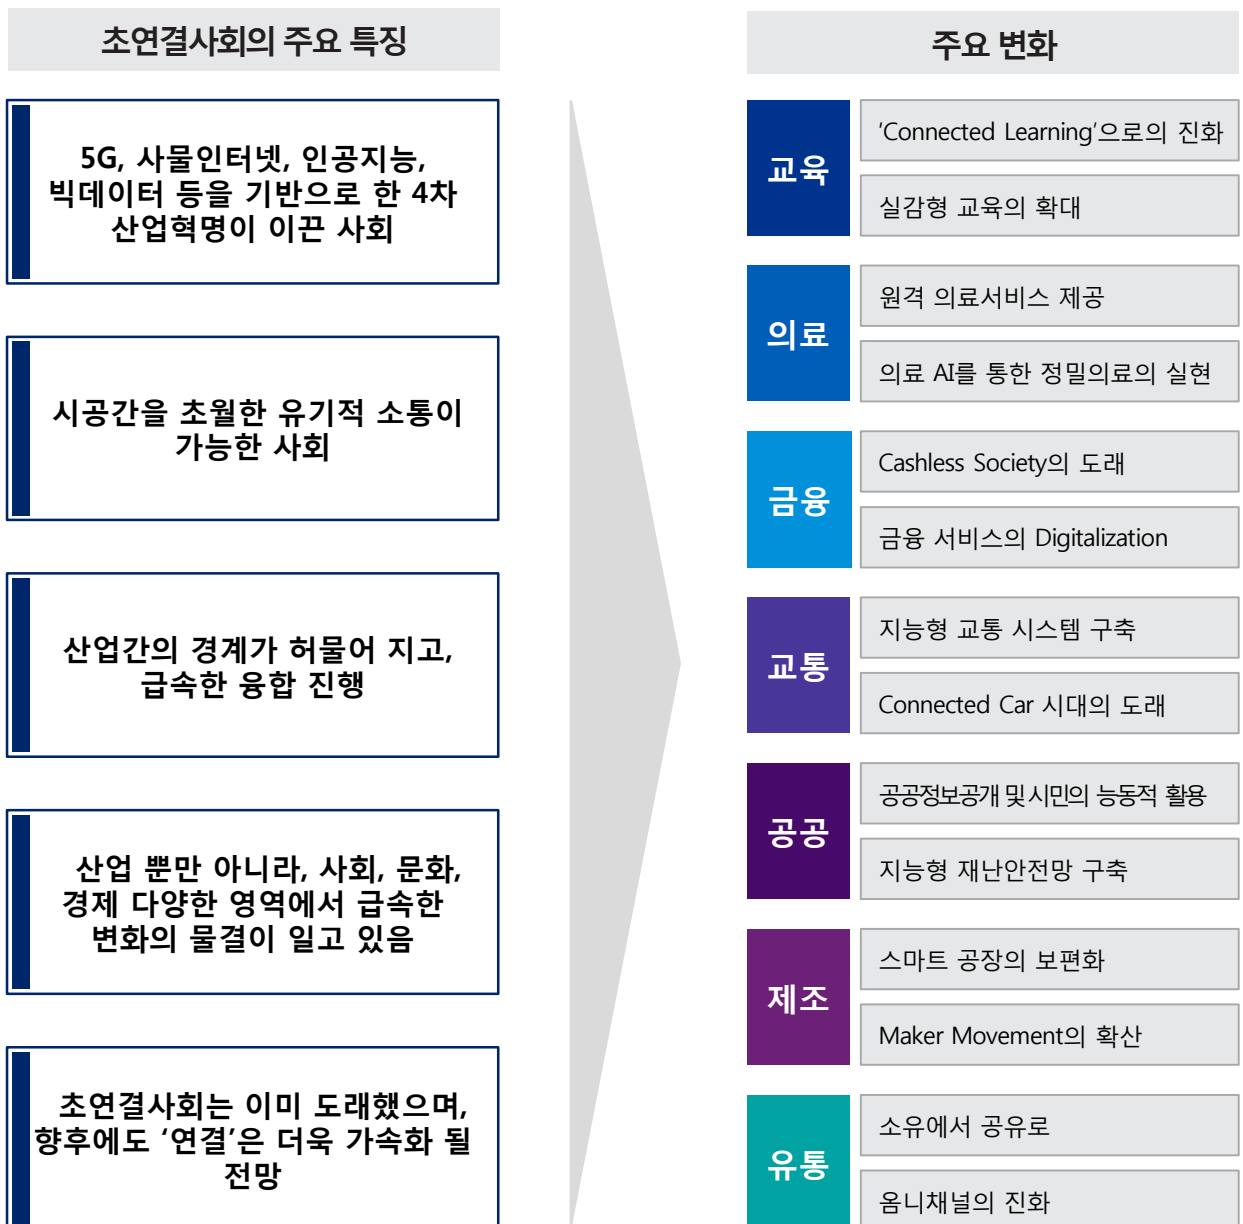 초연결사회의 주요 특징
5G, 사물인터넷, 인공지능,
빅데이터 등을 기반으로 한 4차
산업혁명이 이끈 사회
시공간을 초월한 유기적 소통이
가능한 사회
산업간의 경계가 허물어 지고,
급속한 융합 진행
산업 뿐만 아니라, 사회, 문화,
경제 다양한 영역에서 급속한
변화의 물결이 일고 있음
초연결사회는 이미 도래했으며,
향후에도 ‘연결’은 더욱 가속화 될
전망
주요 변화
교육
'Connected Learning'으로의 진화
실감형 교육의 확대
의료
원격 의료서비스 제공
의료 AI를 통한 정밀의료의 실현
금융
Cashless Society의 도래
금융 서비스의 Digitalization
교통
지능형 교통 시스템 구축
Connected Car 시대의 도래
공공
공공정보공개 및 시민의 능동적 활용
지능형 재난안전망 구축
제조
스마트 공장의 보편화
Maker Movement의 확산
유통
소유에서 공유로
옴니채널의 진화